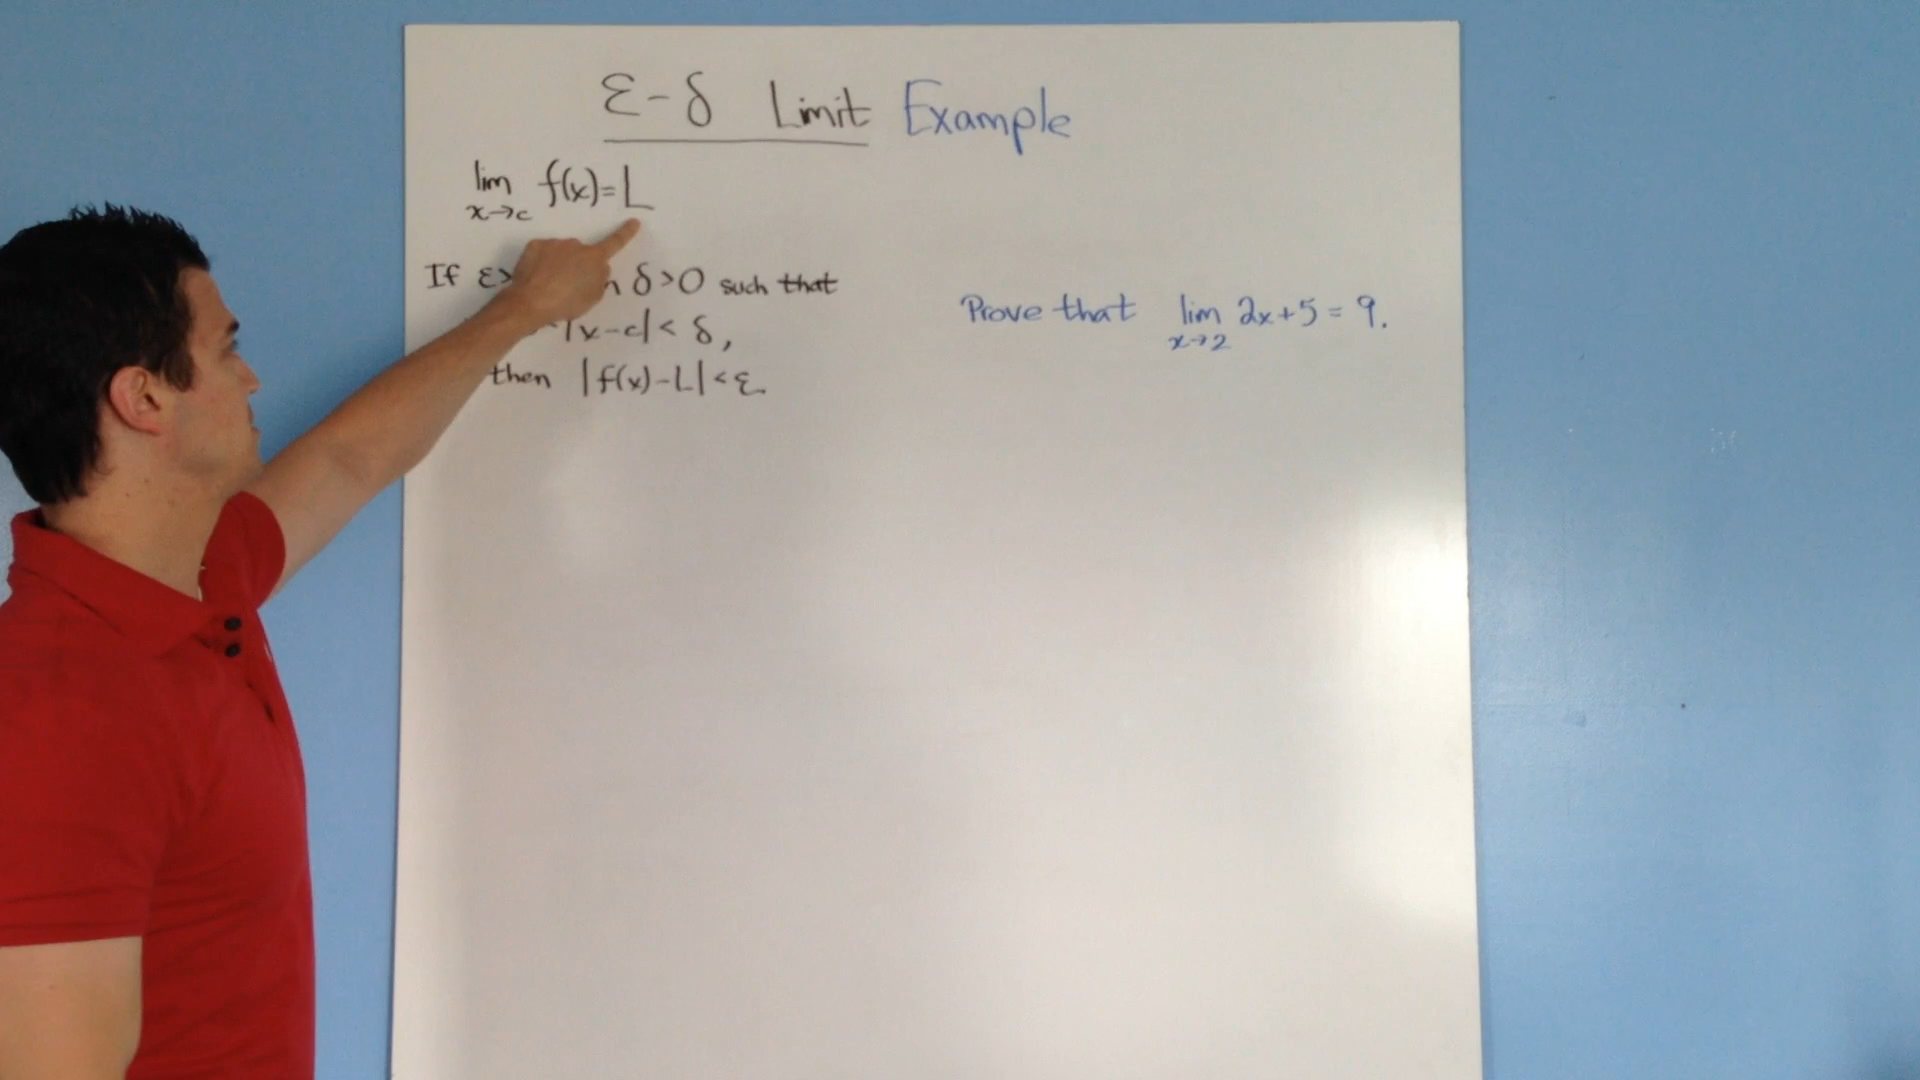 ε-δ Limit Example
lim f(x)=L
x→c
If ε> δ>0 such that
|x-c|< δ,
then |f(x)-L|<ε
Prove that lim 2x+5=9.
x→2